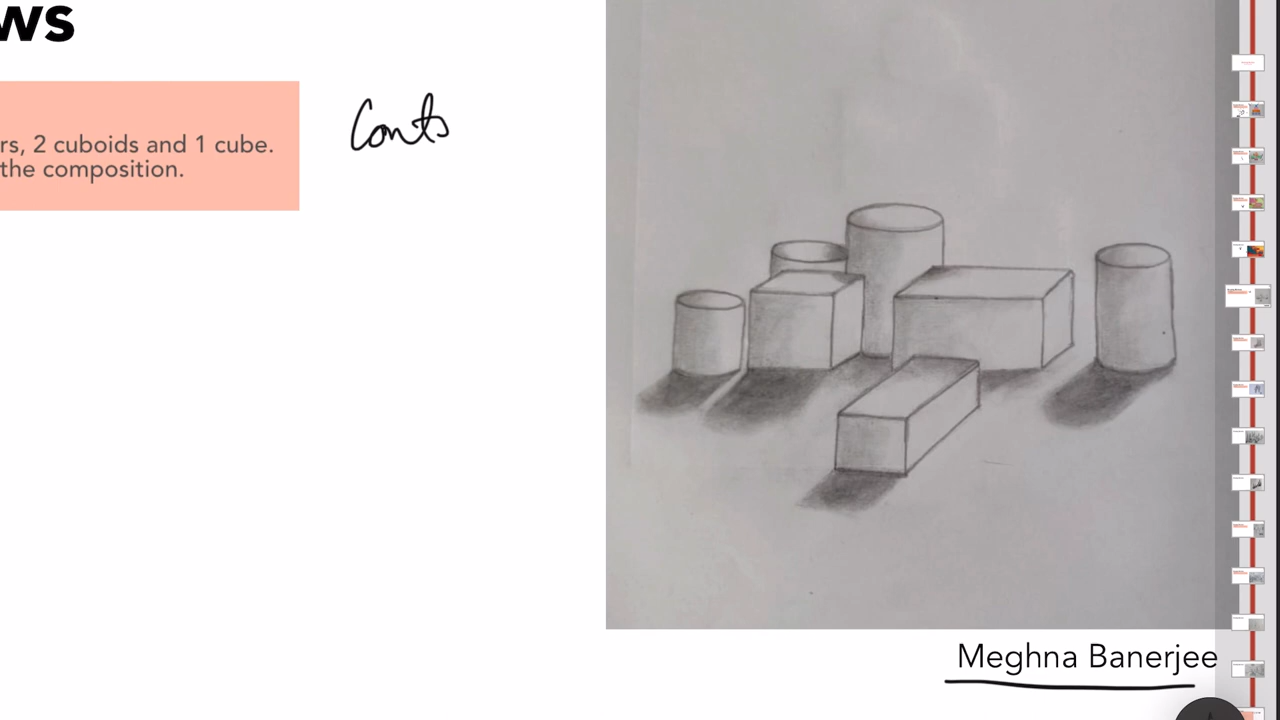 ws
rs, 2 cuboids and 1 cube.
the composition.
Conts
Meghna Banerjee